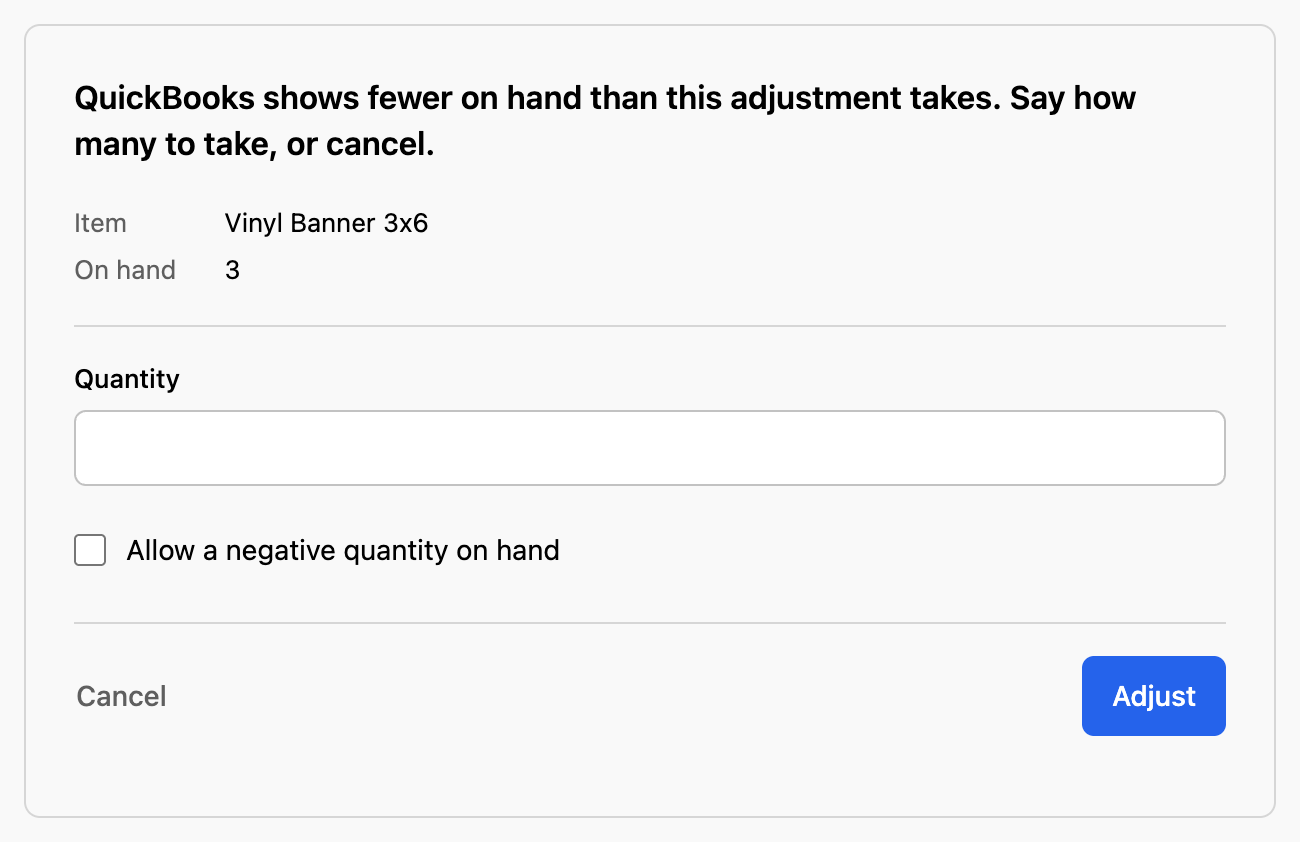 QuickBooks shows fewer on hand than this adjustment takes. Say how
many to take, or cancel.
Item Vinyl Banner 3x6
On hand 3
Quantity
Allow a negative quantity on hand
Cancel Adjust